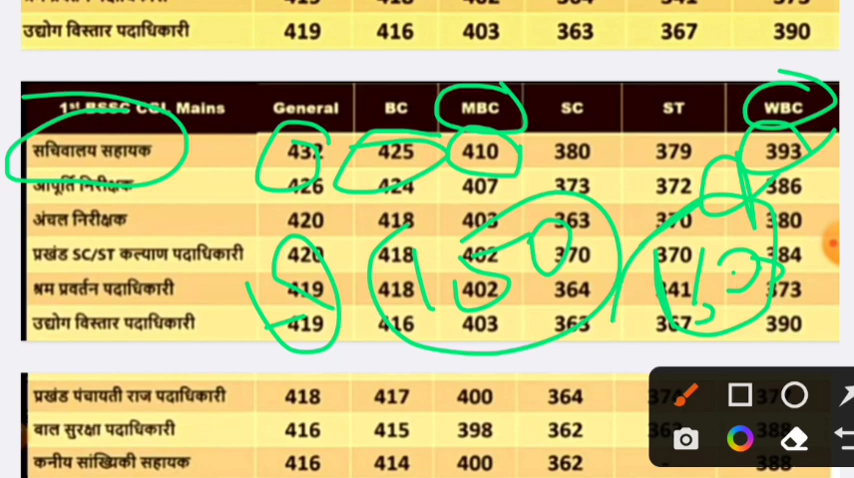 उद्योग विस्तार पदाधिकारी 419 416 403 363 367 390
1st BSSC CGL Mains General BC MBC SC ST WBC
सचिवालय सहायक 432 425 410 380 379 393
आपूर्ति निरीक्षक 426 424 407 373 372 386
अंचल निरीक्षक 420 418 403 363 370 380
प्रखंड SC/ST कल्याण पदाधिकारी 420 418 402 370 370 384
श्रम प्रवर्तन पदाधिकारी 419 418 402 364 341 373
उद्योग विस्तार पदाधिकारी 419 416 403 363 367 390
150
प्रखंड पंचायती राज पदाधिकारी 418 417 400 364
बाल सुरक्षा पदाधिकारी 416 415 398 362
कनीय सांख्यिकी सहायक 416 414 400 362 - 388